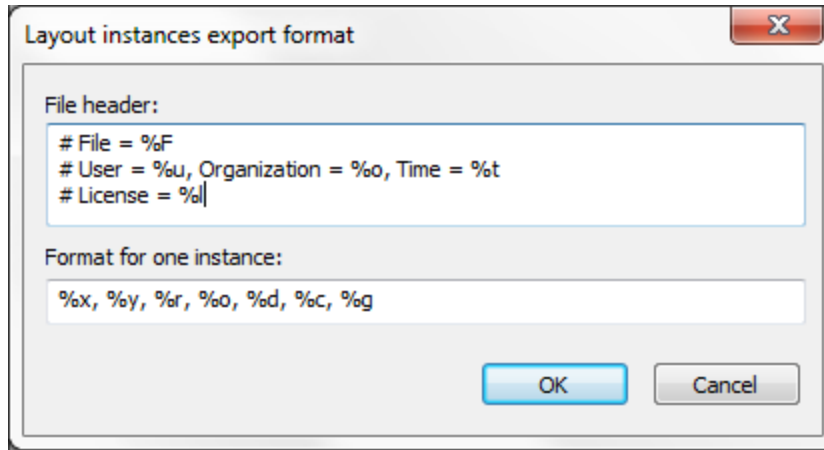 Layout instances export format
File header:
# File = %F
# User = %u, Organization = %o, Time = %t
# License = %l
Format for one instance:
%x, %y, %r, %o, %d, %c, %g
OK
Cancel